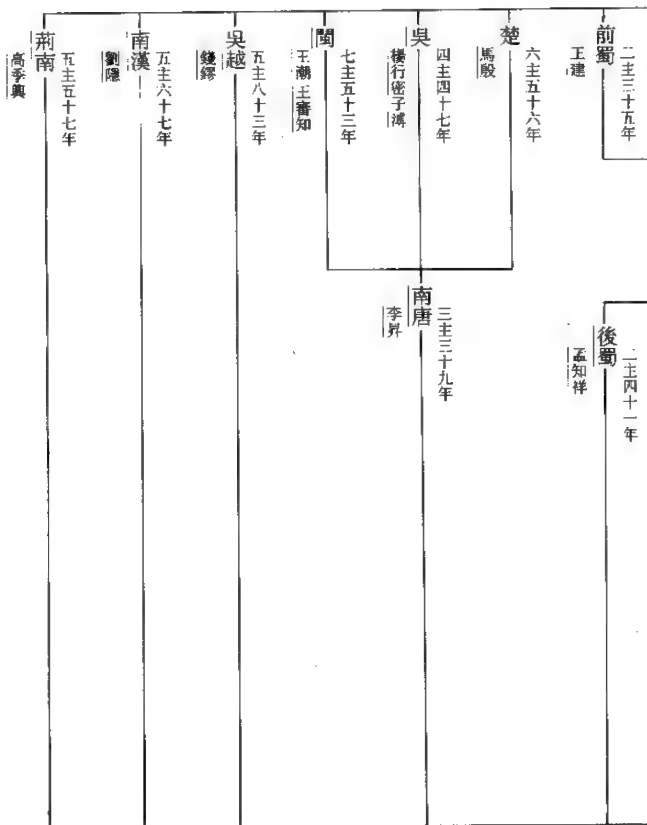 前蜀
二主三十五年
王建
楚
六主五十六年
馬殷
吳
四主四十七年
楊行密子溥
閩
七主五十三年
王潮王審知
吳越
五主八十三年
錢鏐
南漢
五主六十七年
劉隱
荊南
五主五十七年
高季興
後蜀
二主四十一年
孟知祥
南唐
三主三十九年
李昇